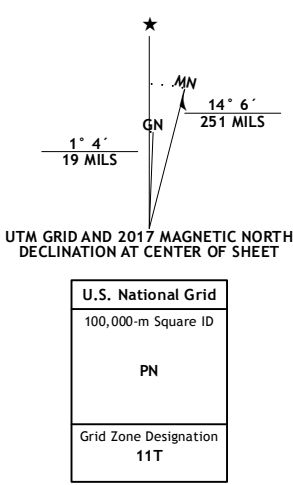 ★
MN
GN
14° 6´
251 MILS
1° 4´
19 MILS
UTM GRID AND 2017 MAGNETIC NORTH
DECLINATION AT CENTER OF SHEET
U.S. National Grid
100,000-m Square ID
PN
Grid Zone Designation
11T